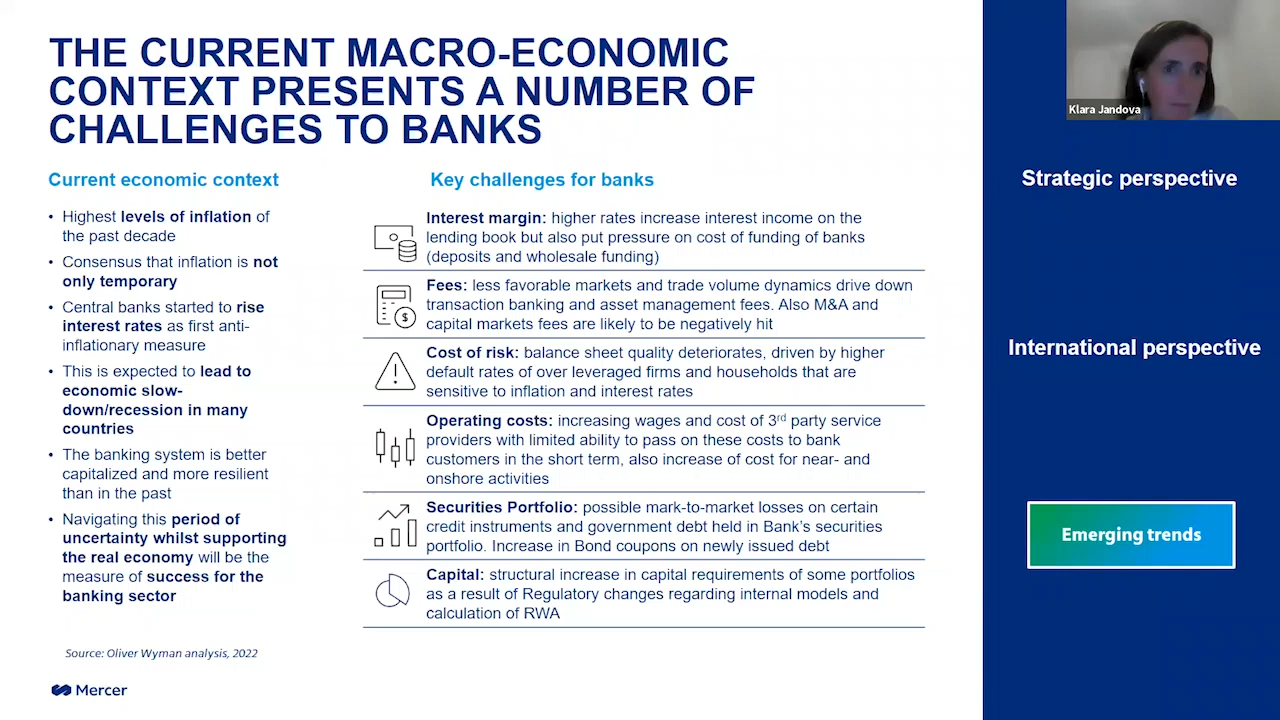 THE CURRENT MACRO-ECONOMIC
CONTEXT PRESENTS A NUMBER OF
CHALLENGES TO BANKS
Current economic context
• Highest levels of inflation of
the past decade
• Consensus that inflation is not
only temporary
• Central banks started to rise
interest rates as first anti-
inflationary measure
• This is expected to lead to
economic slow-
down/recession in many
countries
• The banking system is better
capitalized and more resilient
than in the past
• Navigating this period of
uncertainty whilst supporting
the real economy will be the
measure of success for the
banking sector
Source: Oliver Wyman analysis, 2022
Mercer
Key challenges for banks
Interest margin: higher rates increase interest income on the
lending book but also put pressure on cost of funding of banks
(deposits and wholesale funding)
Fees: less favorable markets and trade volume dynamics drive down
transaction banking and asset management fees. Also M&A and
capital markets fees are likely to be negatively hit
Cost of risk: balance sheet quality deteriorates, driven by higher
default rates of over leveraged firms and households that are
sensitive to inflation and interest rates
Operating costs: increasing wages and cost of 3rd party service
providers with limited ability to pass on these costs to bank
customers in the short term, also increase of cost for near- and
onshore activities
Securities Portfolio: possible mark-to-market losses on certain
credit instruments and government debt held in Bank's securities
portfolio. Increase in Bond coupons on newly issued debt
Capital: structural increase in capital requirements of some portfolios
as a result of Regulatory changes regarding internal models and
calculation of RWA
Klara Jandova
Strategic perspective
International perspective
Emerging trends